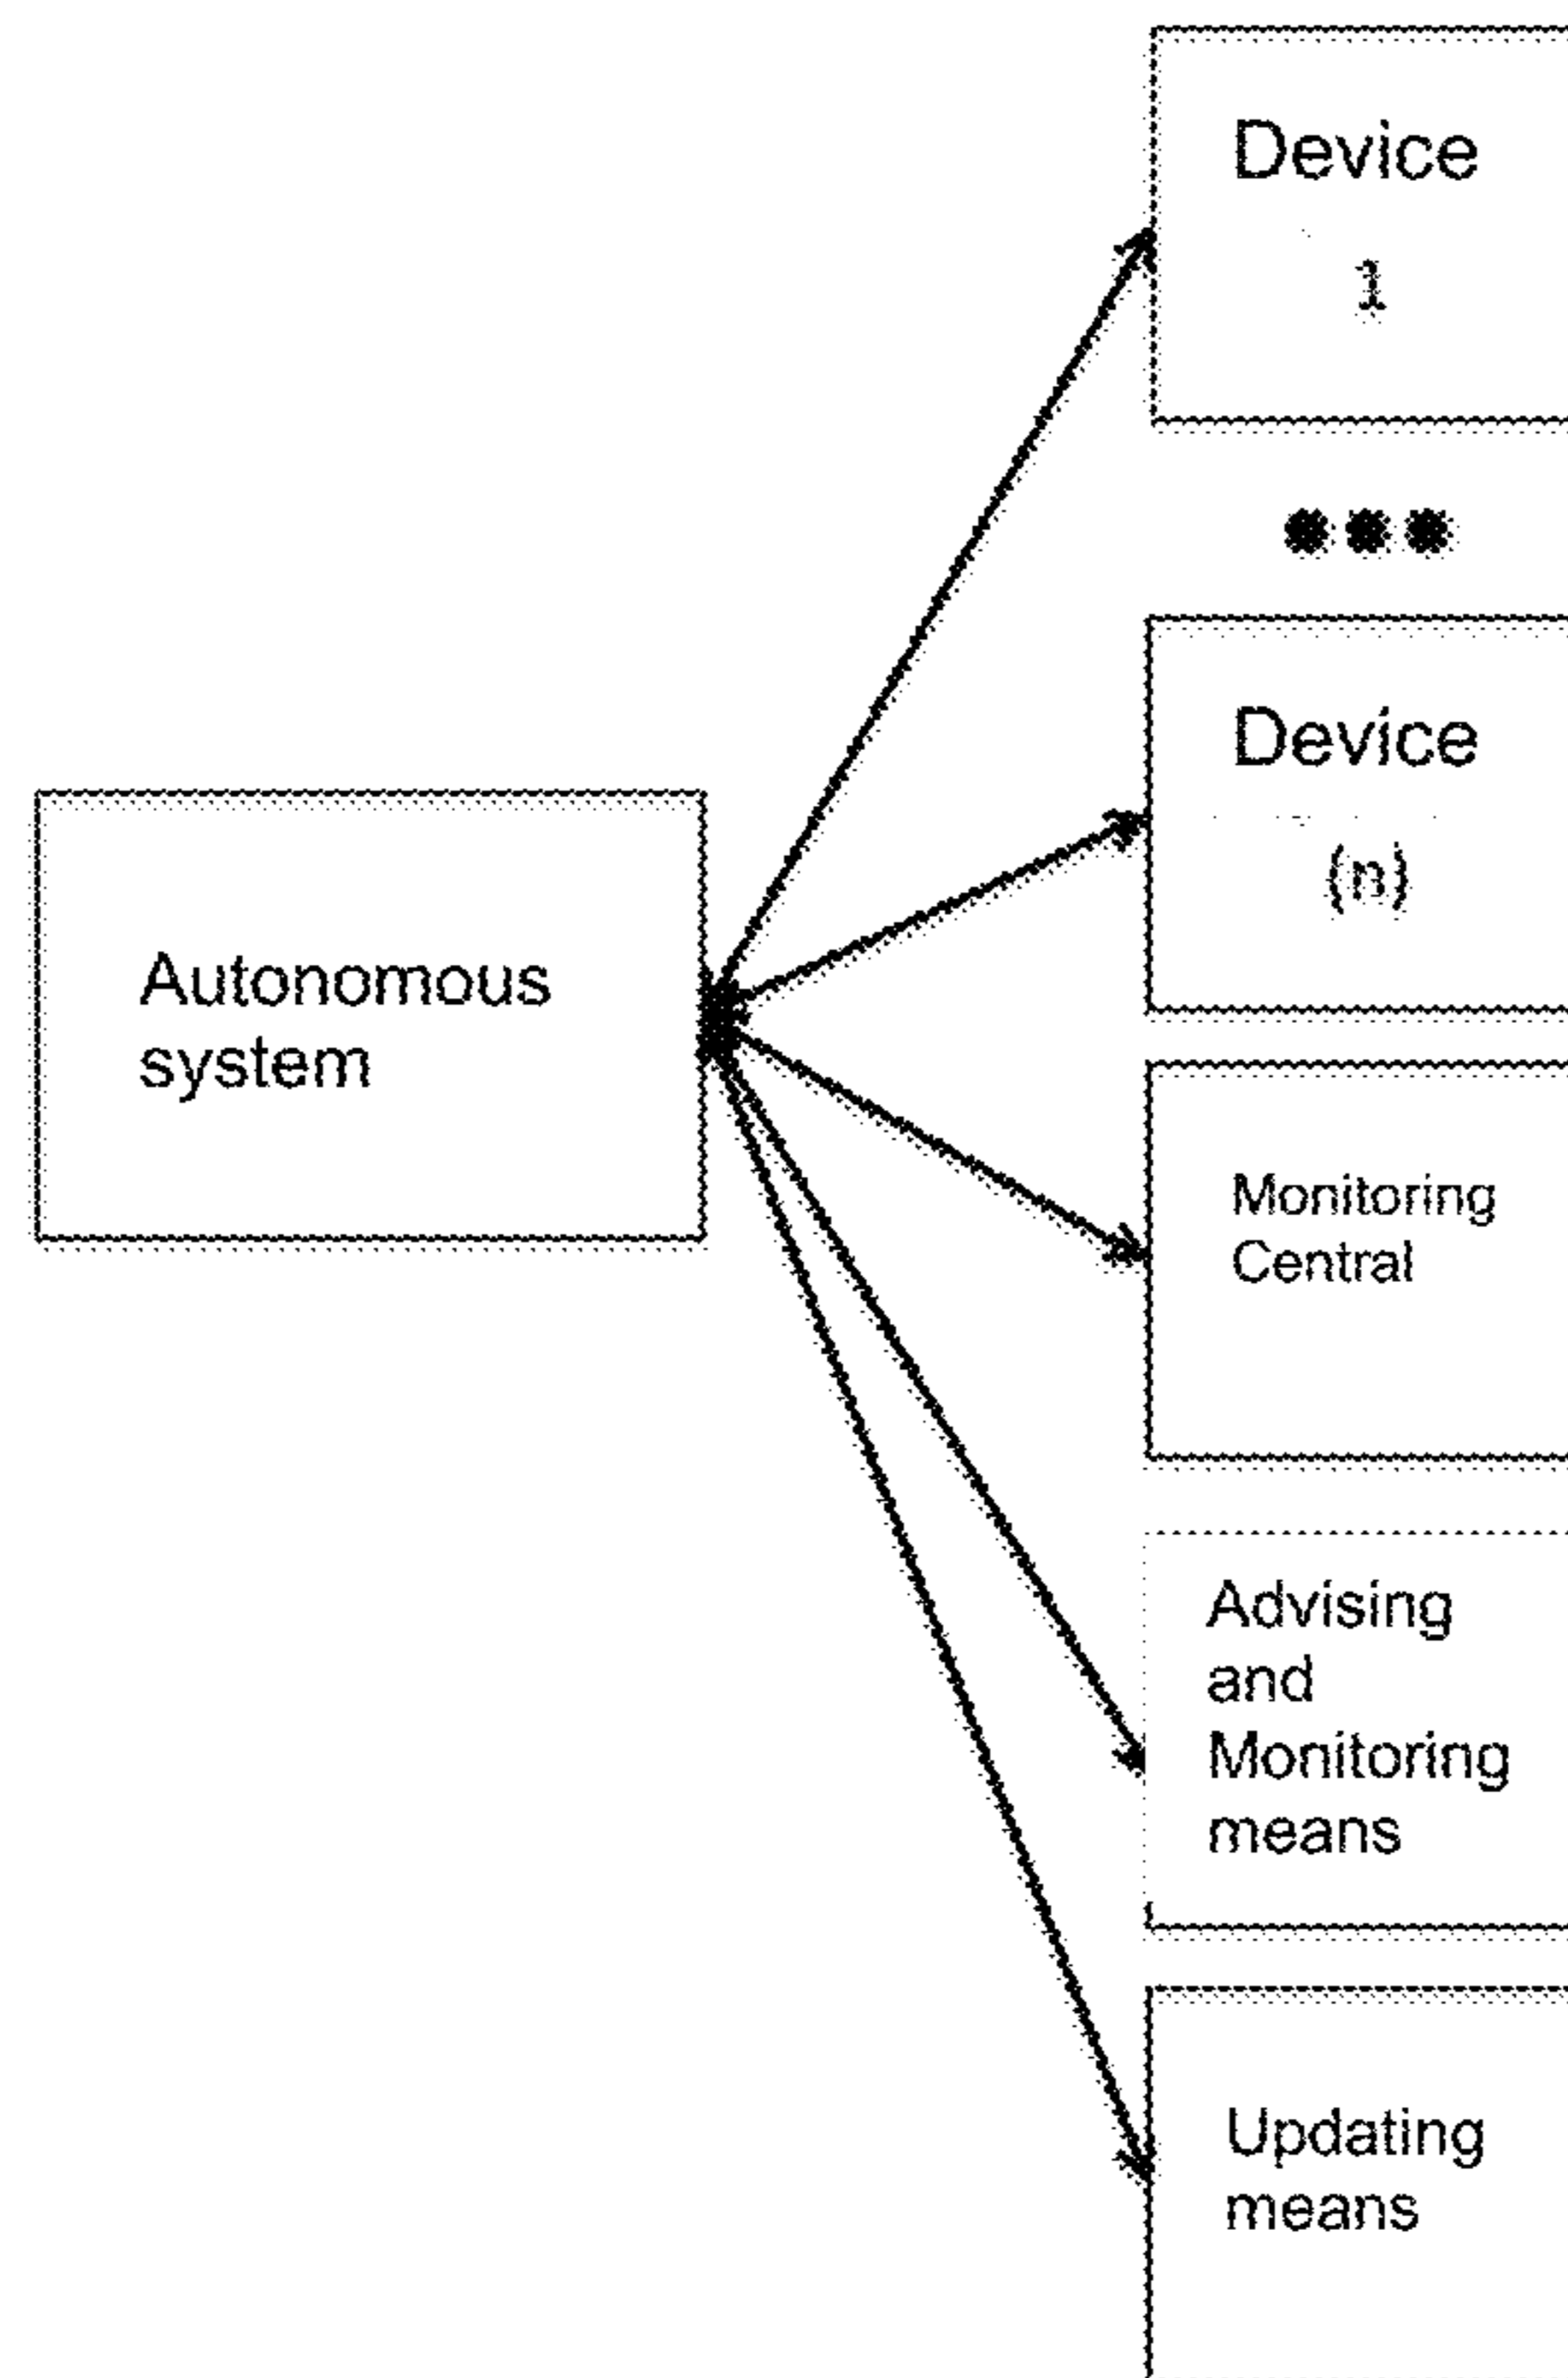 Device
1
Device
(n)
Autonomous
system
Monitoring
Central
Advising
and
Monitoring
means
Updating
means